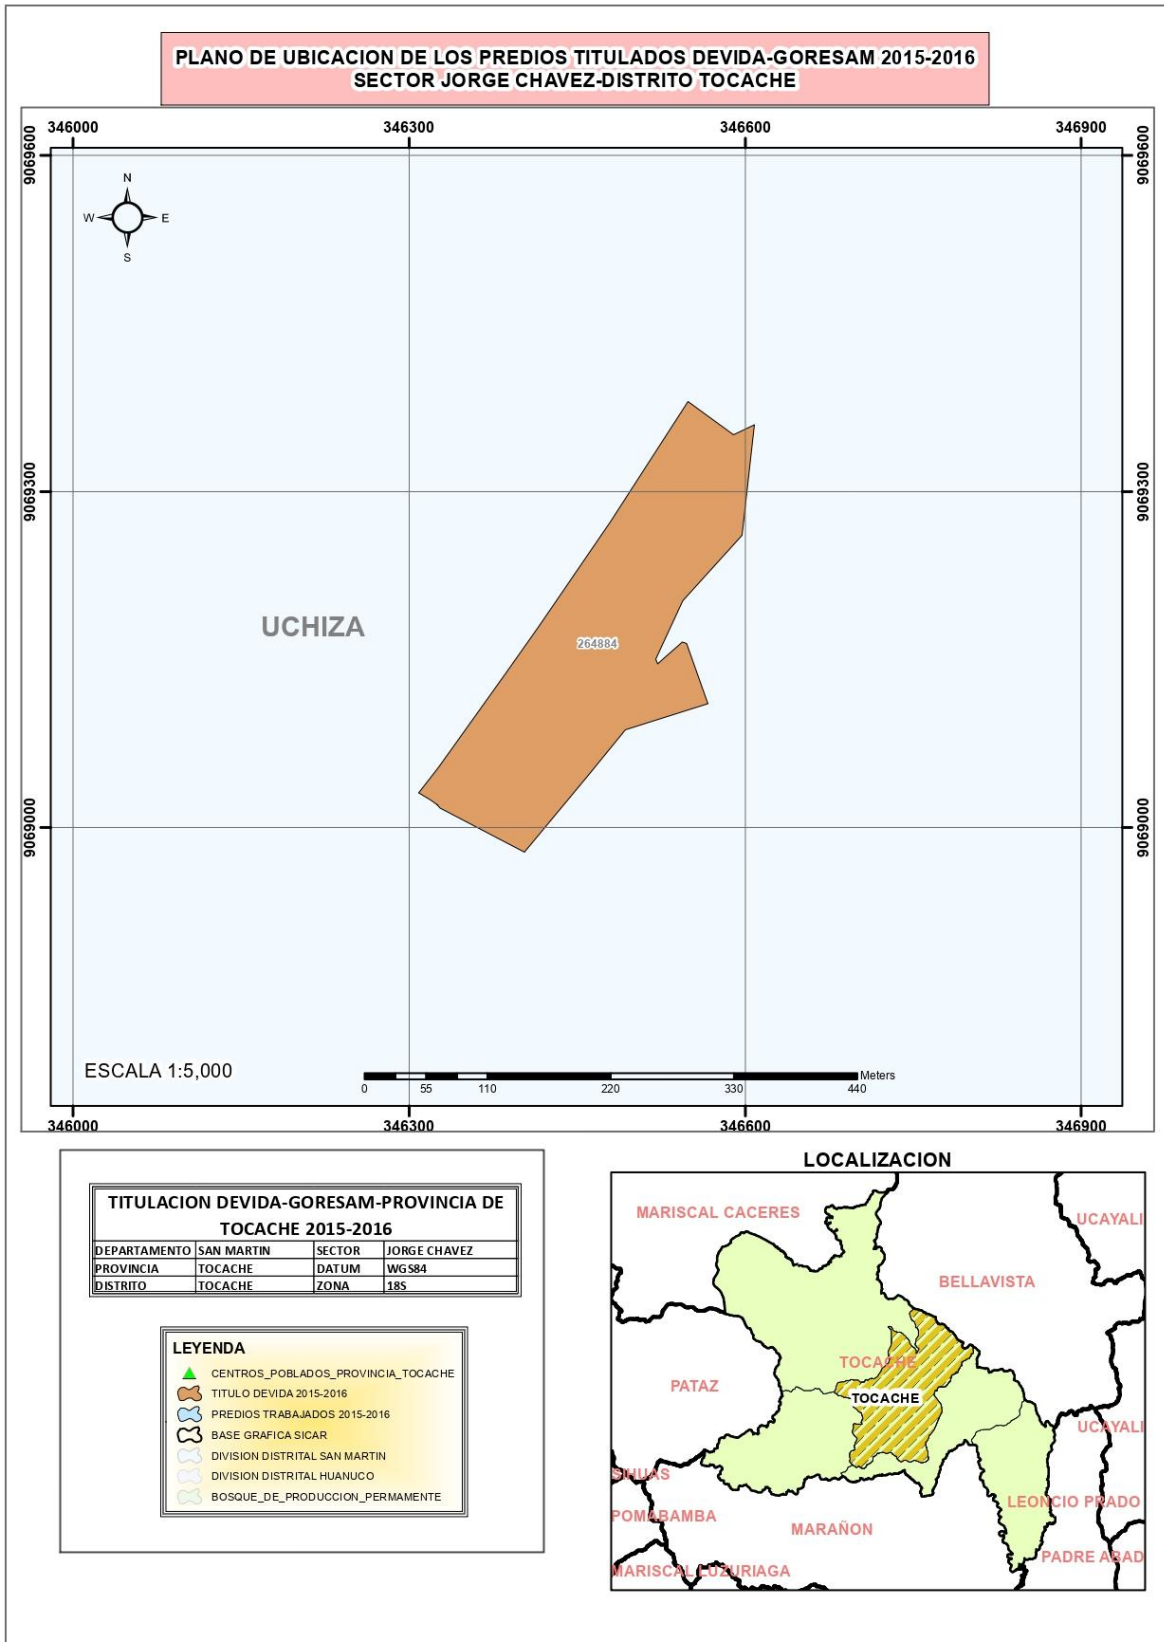 PLANO DE UBICACION DE LOS PREDIOS TITULADOS DEVIDA-GORESAM 2015-2016
SECTOR JORGE CHAVEZ-DISTRITO TOCACHE
346000 346300 346600 346900
9069600 9069600
N
W E
S
9069300 9069300
UCHIZA
264884
9069000 9069000
ESCALA 1:5,000
Meters
0 55 110 220 330 440
346000 346300 346600 346900
TITULACION DEVIDA-GORESAM-PROVINCIA DE
TOCACHE 2015-2016
DEPARTAMENTO SAN MARTIN SECTOR JORGE CHAVEZ
PROVINCIA TOCACHE DATUM WGS84
DISTRITO TOCACHE ZONA 18S
LEYENDA
CENTROS_POBLADOS_PROVINCIA_TOCACHE
TITULO DEVIDA 2015-2016
PREDIOS TRABAJADOS 2015-2016
BASE GRAFICA SICAR
DIVISION DISTRITAL SAN MARTIN
DIVISION DISTRITAL HUANUCO
BOSQUE_DE_PRODUCCION_PERMAMENTE
LOCALIZACION
MARISCAL CACERES
UCAYALI
BELLAVISTA
TOCACHE
PATAZ
TOCACHE
UCAYALI
SIHUAS
LEONCIO PRADO
POMABAMBA
MARAÑON
PADRE ABAD
MARISCAL LUZURIAGA